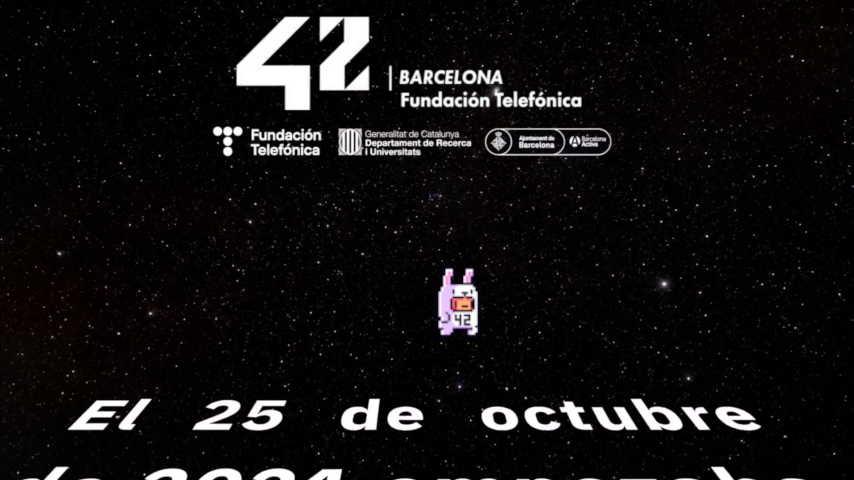 42
BARCELONA
Fundación Telefónica
Fundación
Telefónica
Generalitat de Catalunya
Departament de Recerca
i Universitats
Ajuntament de
Barcelona
Barcelona
Activa
42
El 25 de octubre